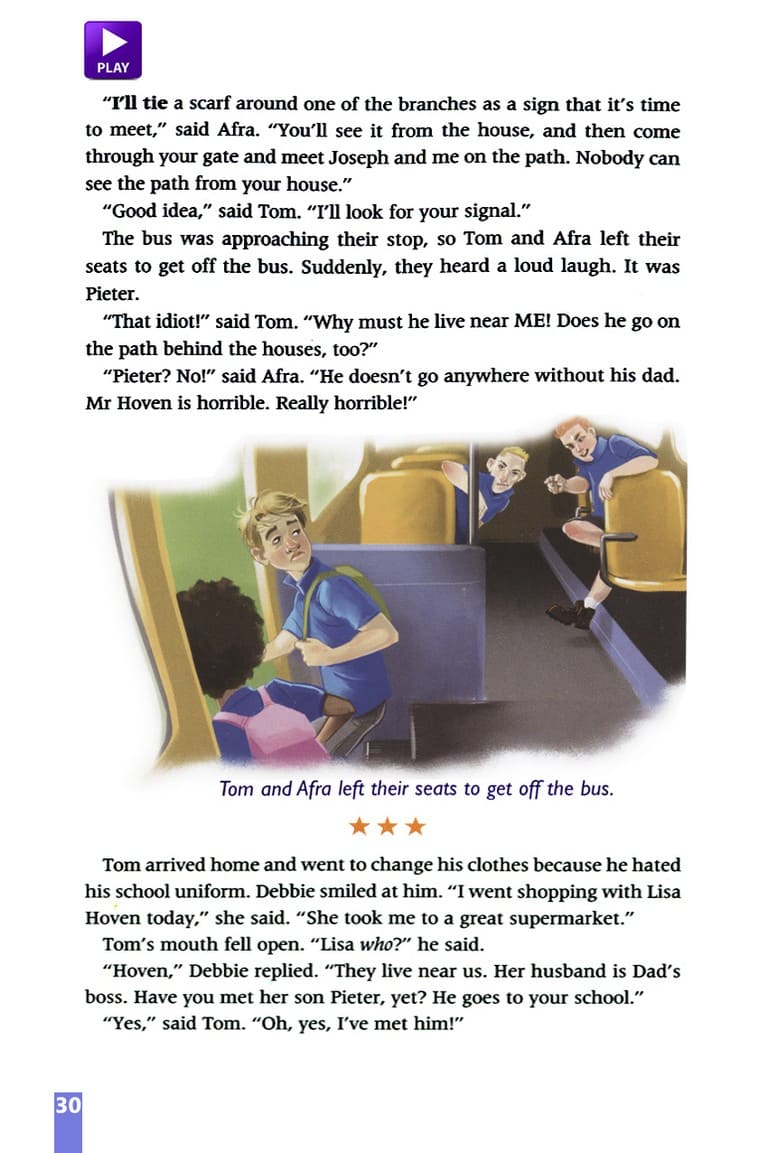 PLAY
“I’ll tie a scarf around one of the branches as a sign that it’s time
to meet,” said Afra. “You’ll see it from the house, and then come
through your gate and meet Joseph and me on the path. Nobody can
see the path from your house.”
“Good idea,” said Tom. “I’ll look for your signal.”
The bus was approaching their stop, so Tom and Afra left their
seats to get off the bus. Suddenly, they heard a loud laugh. It was
Pieter.
“That idiot!” said Tom. “Why must he live near ME! Does he go on
the path behind the houses, too?”
“Pieter? No!” said Afra. “He doesn’t go anywhere without his dad.
Mr Hoven is horrible. Really horrible!”
Tom and Afra left their seats to get off the bus.
Tom arrived home and went to change his clothes because he hated
his school uniform. Debbie smiled at him. “I went shopping with Lisa
Hoven today,” she said. “She took me to a great supermarket.”
Tom’s mouth fell open. “Lisa who?” he said.
“Hoven,” Debbie replied. “They live near us. Her husband is Dad’s
boss. Have you met her son Pieter, yet? He goes to your school.”
“Yes,” said Tom. “Oh, yes, I’ve met him!”
30